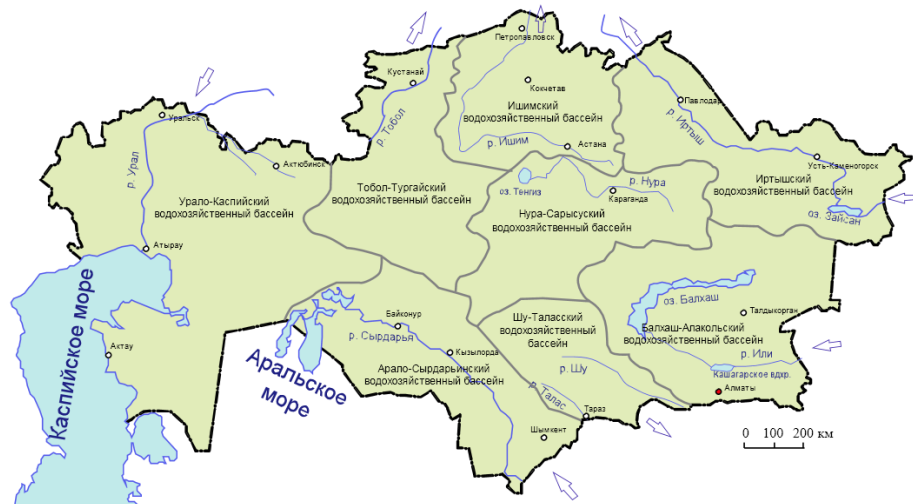 Петропавловск
Кустанай
Кокчетав
р. Тобол
Ишимский
водохозяйственный бассейн
р. Ишим
Астана
Павлодар
р. Иртыш
Усть-Каменогорск
Иртышский
водохозяйственный бассейн
оз. Зайсан
Уральск
Актюбинск
р. Урал
Урало-Каспийский
водохозяйственный бассейн
Атырау
Тобол-Тургайский
водохозяйственный бассейн
оз. Тенгиз
р. Нура
Караганда
Нура-Сарысуский
водохозяйственный бассейн
Каспийское море
Актау
Аральское
море
Байконур
р. Сырдарья
Кызылорда
Арало-Сырдарьинский
водохозяйственный бассейн
Шымкент
Шу-Таласский
водохозяйственный
бассейн
р. Шу
р. Талас
Тараз
оз. Балхаш
Талдыкорган
Балхаш-Алакольский
водохозяйственный бассейн
р. Или
Кашагарское вдхр.
Алматы
0 100 200 км